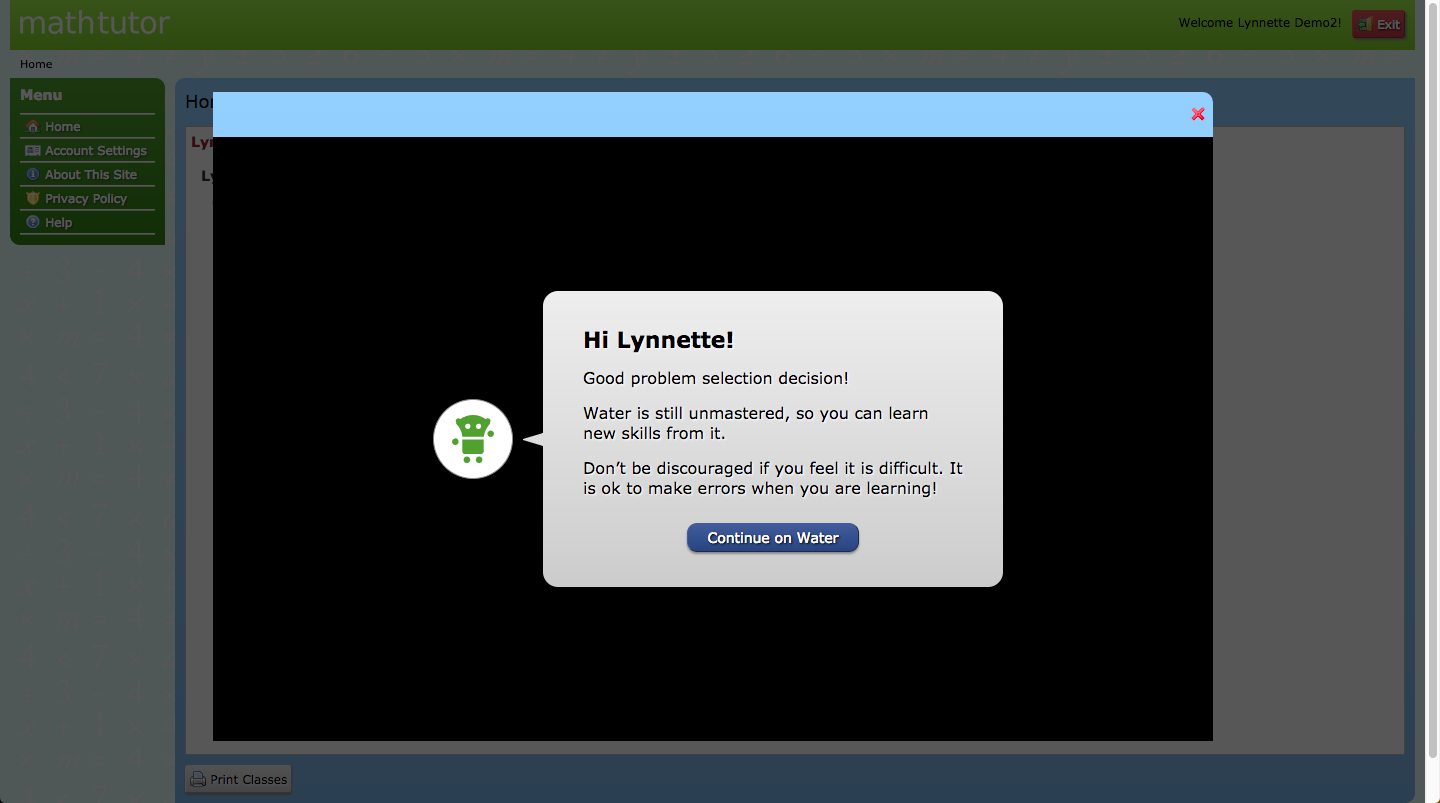 mathtutor
Welcome Lynnette Demo2!
Exit
Home
Menu
Home
Account Settings
About This Site
Privacy Policy
Help
Hi Lynnette!
Good problem selection decision!
Water is still unmastered, so you can learn
new skills from it.
Don’t be discouraged if you feel it is difficult. It
is ok to make errors when you are learning!
Continue on Water
Print Classes